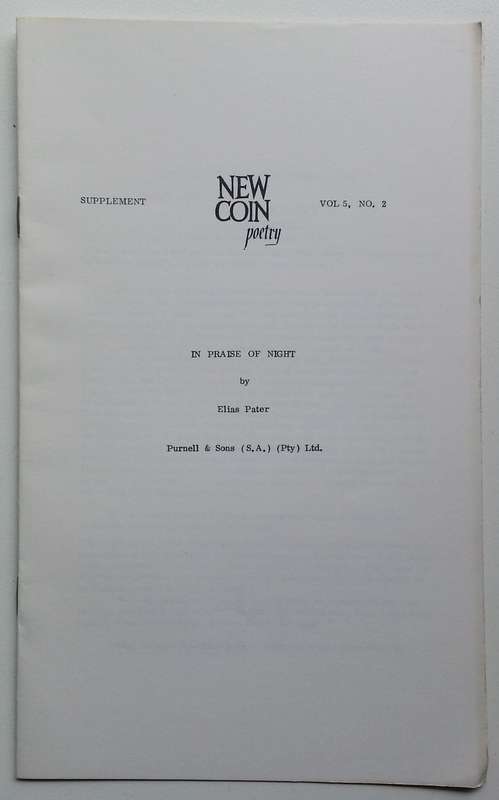 SUPPLEMENT
NEW
COIN
poetry
VOL 5, NO. 2
IN PRAISE OF NIGHT
by
Elias Pater
Purnell & Sons (S.A.) (Pty) Ltd.